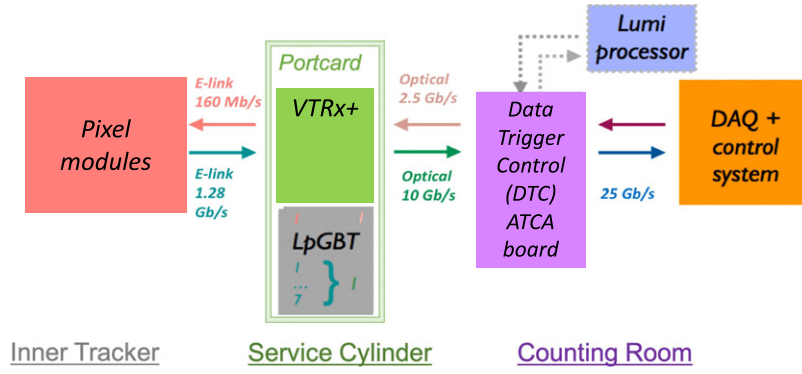 Lumi
processor
Portcard
E-link
160 Mb/s
Optical
2.5 Gb/s
VTRx+
Pixel
modules
Data
Trigger
Control
(DTC)
ATCA
board
DAQ +
control
system
E-link
1.28
Gb/s
Optical
10 Gb/s
25 Gb/s
I I
LpGBT
I
...
7
} I
Inner Tracker
Service Cylinder
Counting Room